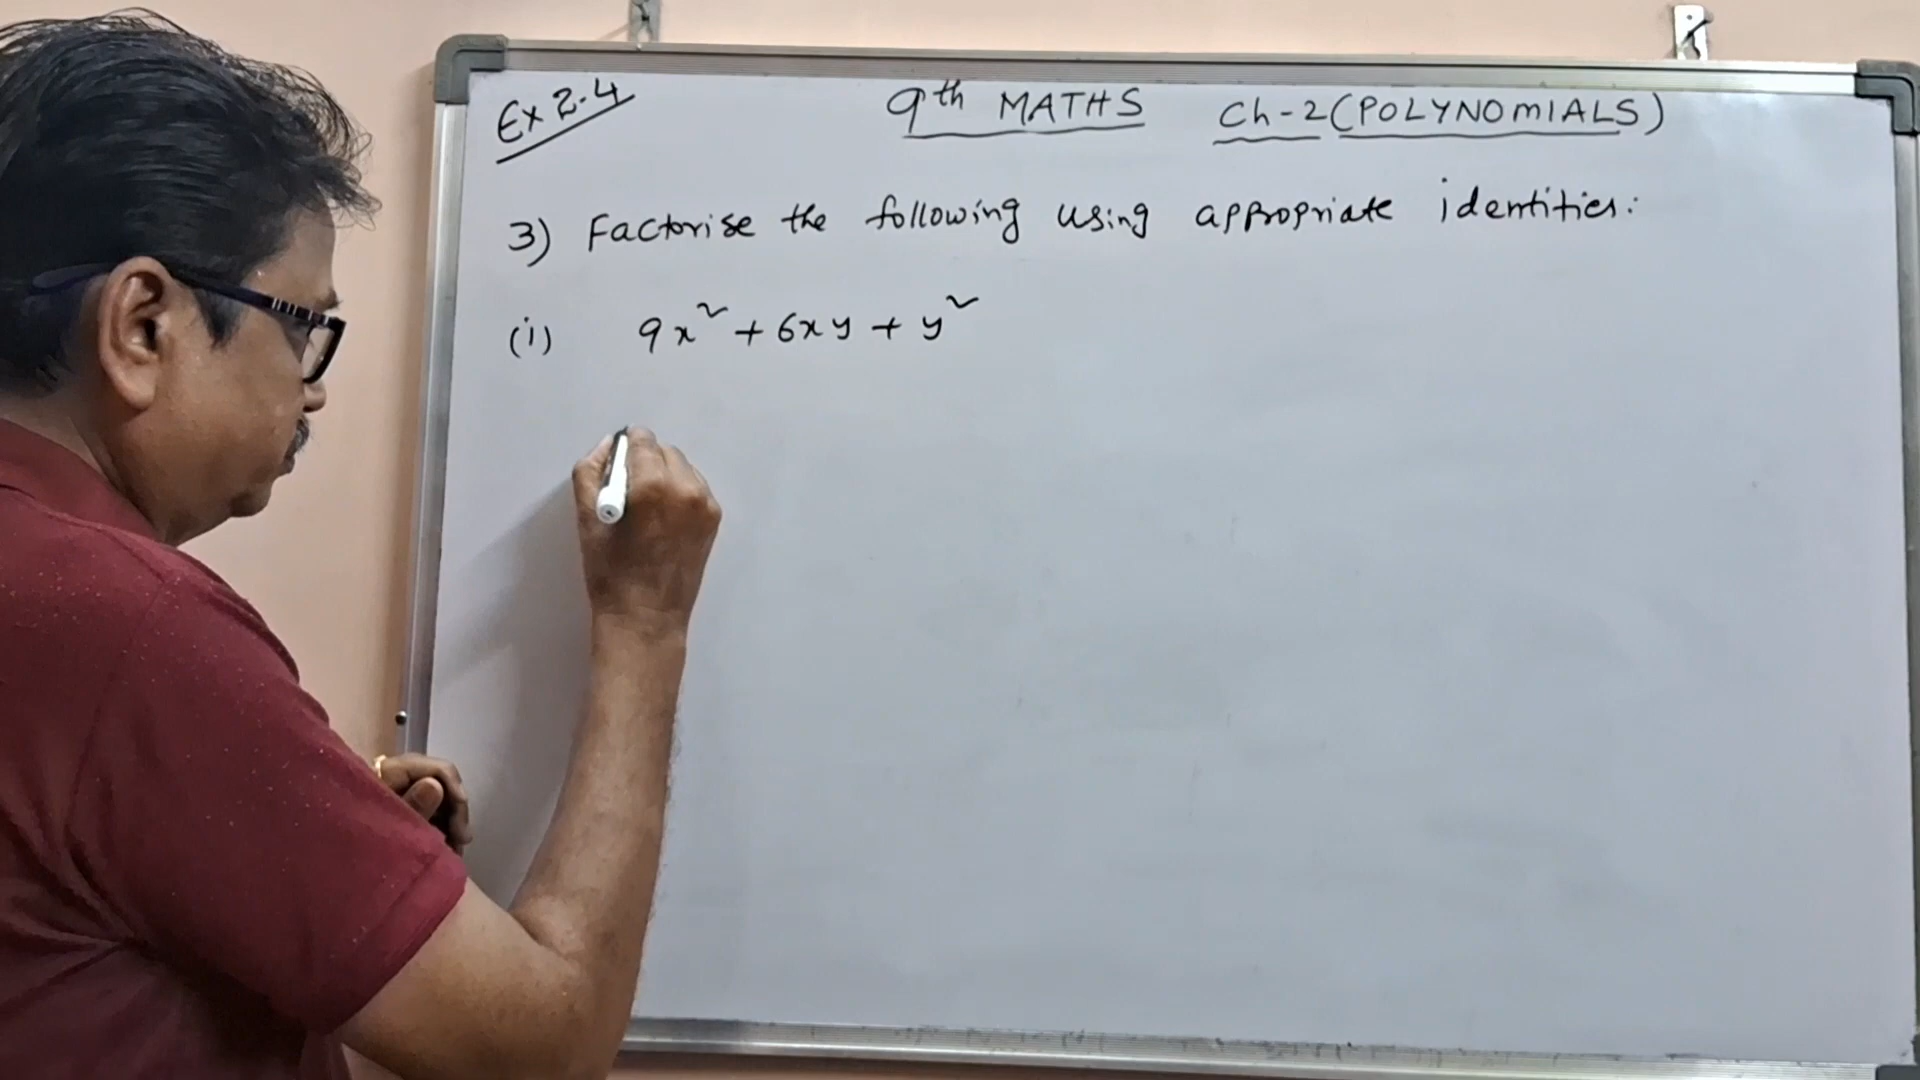 Ex 2.4
9th MATHS Ch-2 (POLYNOMIALS)
3) Factorise the following using appropriate identities:
(i) 9x² + 6xy + y²